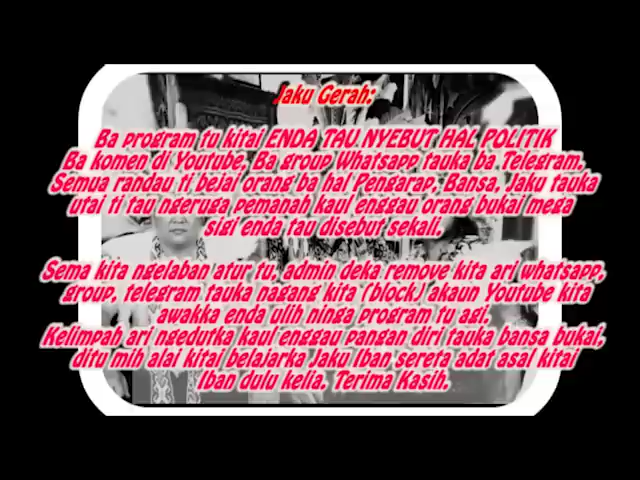 Jaku Gerah:
Ba program tu kitai ENDA TAU NYEBUT HAL POLITIK
Ba komen di Youtube, Ba group Whatsapp tauka ba Telegram.
Semua randau ti bejai orang ba hal Pengarap, Bansa, Jaku tauka
utai ti tau ngeruga pemanah kaul enggau orang bukai mega
sigi enda tau disebut sekali.
Sema kita ngelaban atur tu, admin deka remove kita ari whatsapp,
group, telegram tauka nagang kita (block) akaun Youtube kita
awakka enda ulih ninga program tu agi.
Kelimpah ari ngedutka kaul enggau pangan diri tauka bansa bukai,
ditu mih alai kitai belajarka Jaku Iban sereta adat asal kitai
Iban dulu kelia. Terima Kasih.